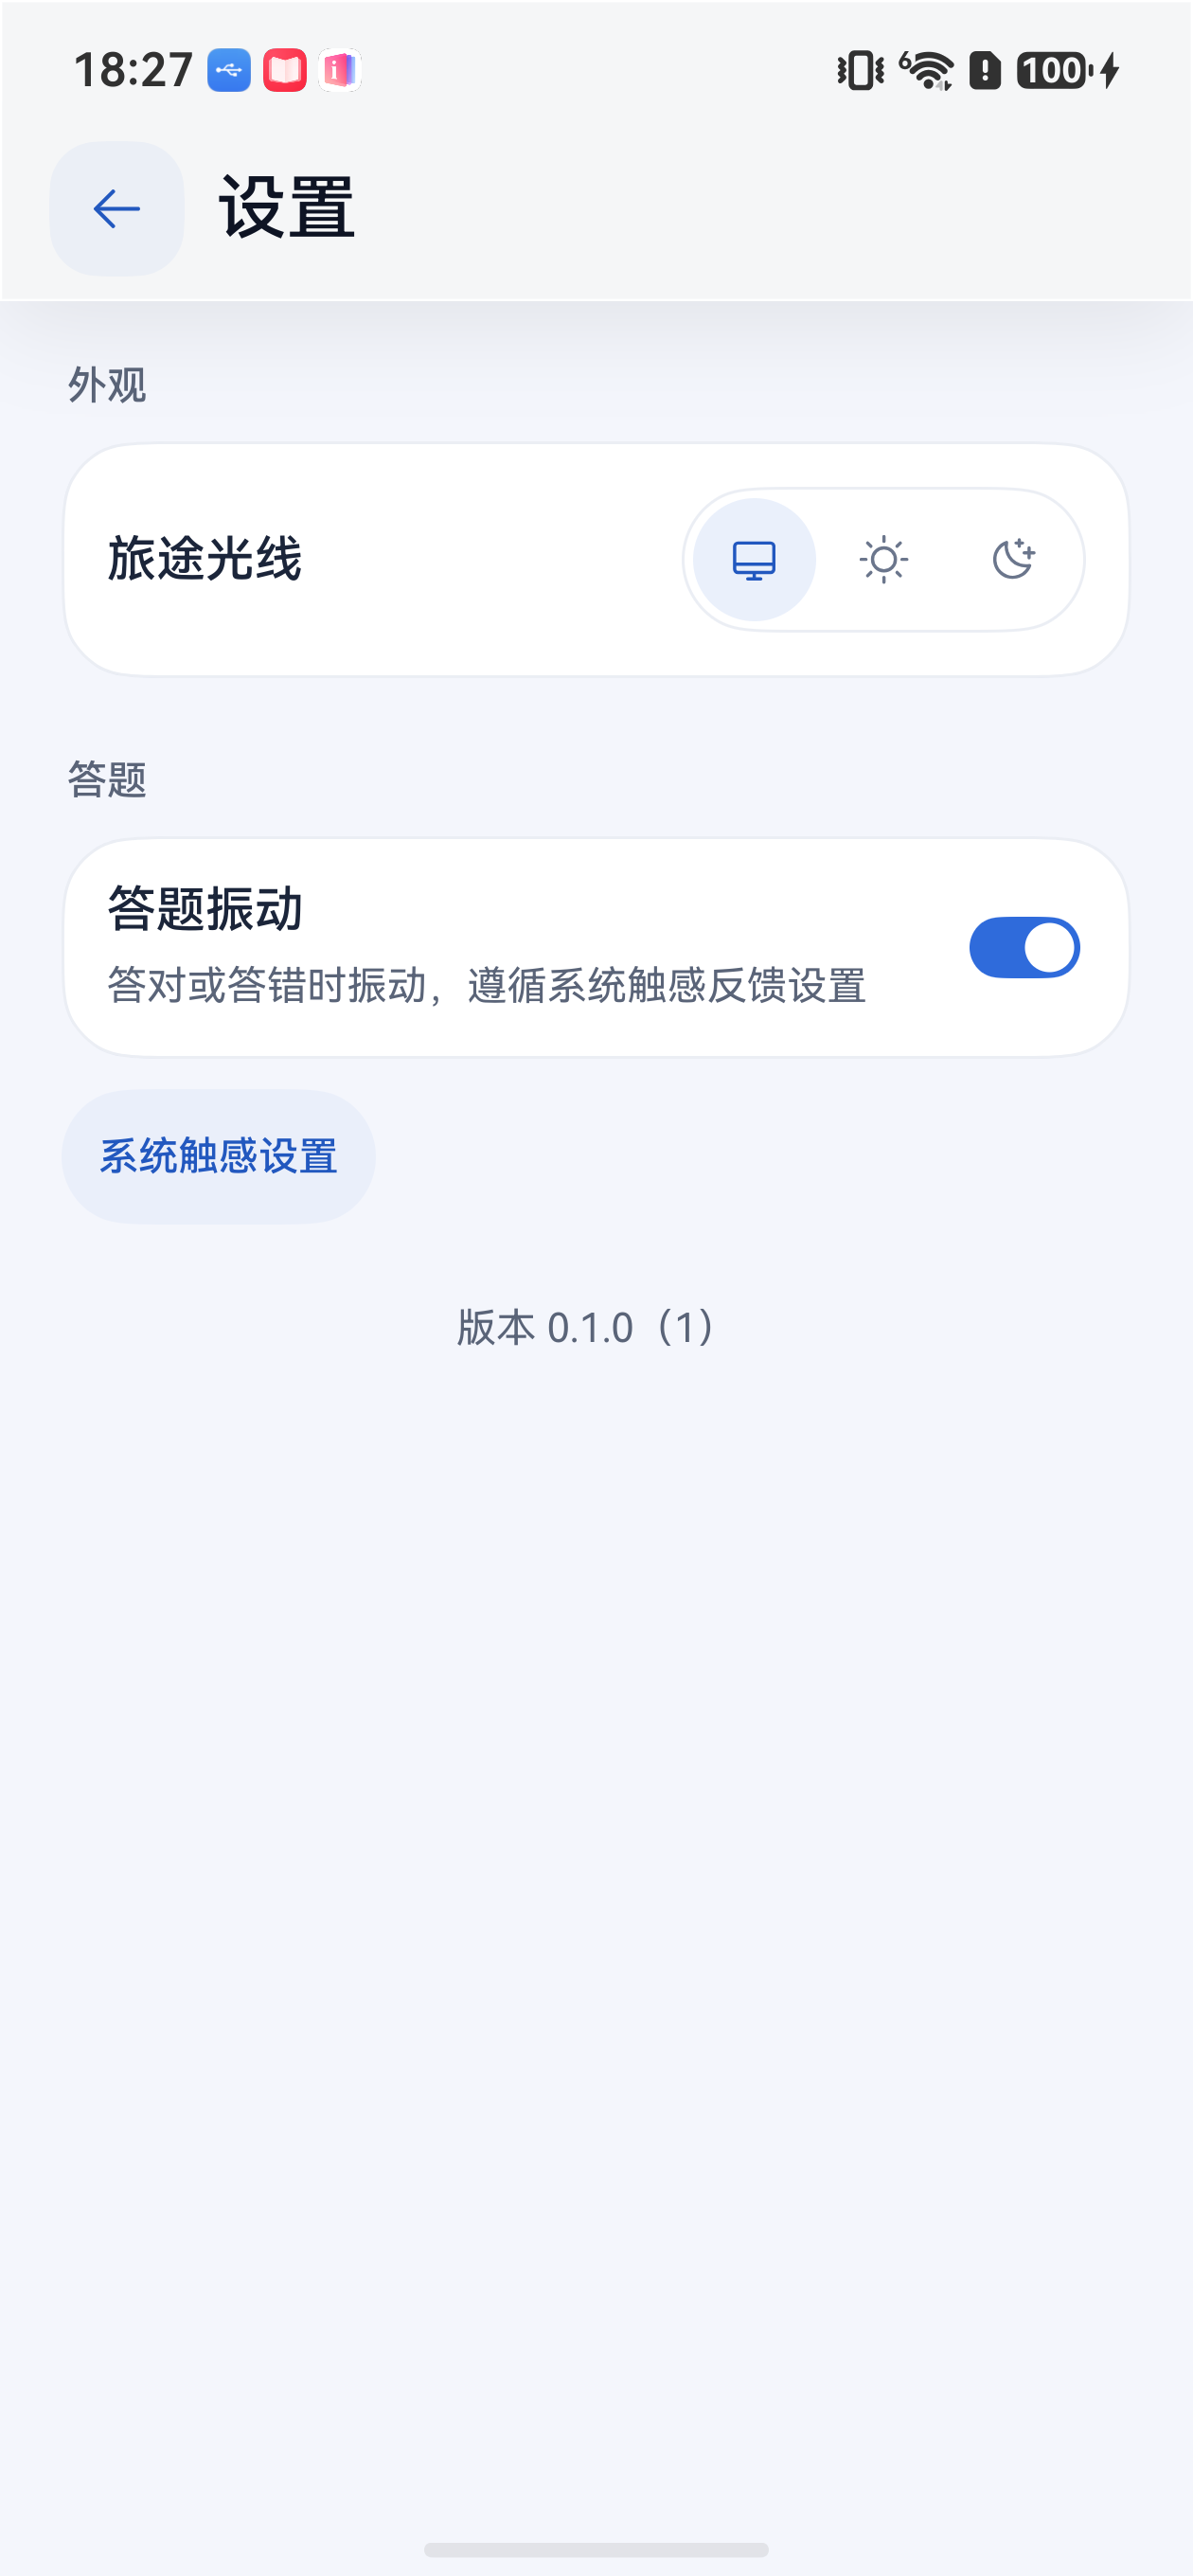 18:27
6
100
设置
外观
旅途光线
答题
答题振动
答对或答错时振动，遵循系统触感反馈设置
系统触感设置
版本 0.1.0（1）